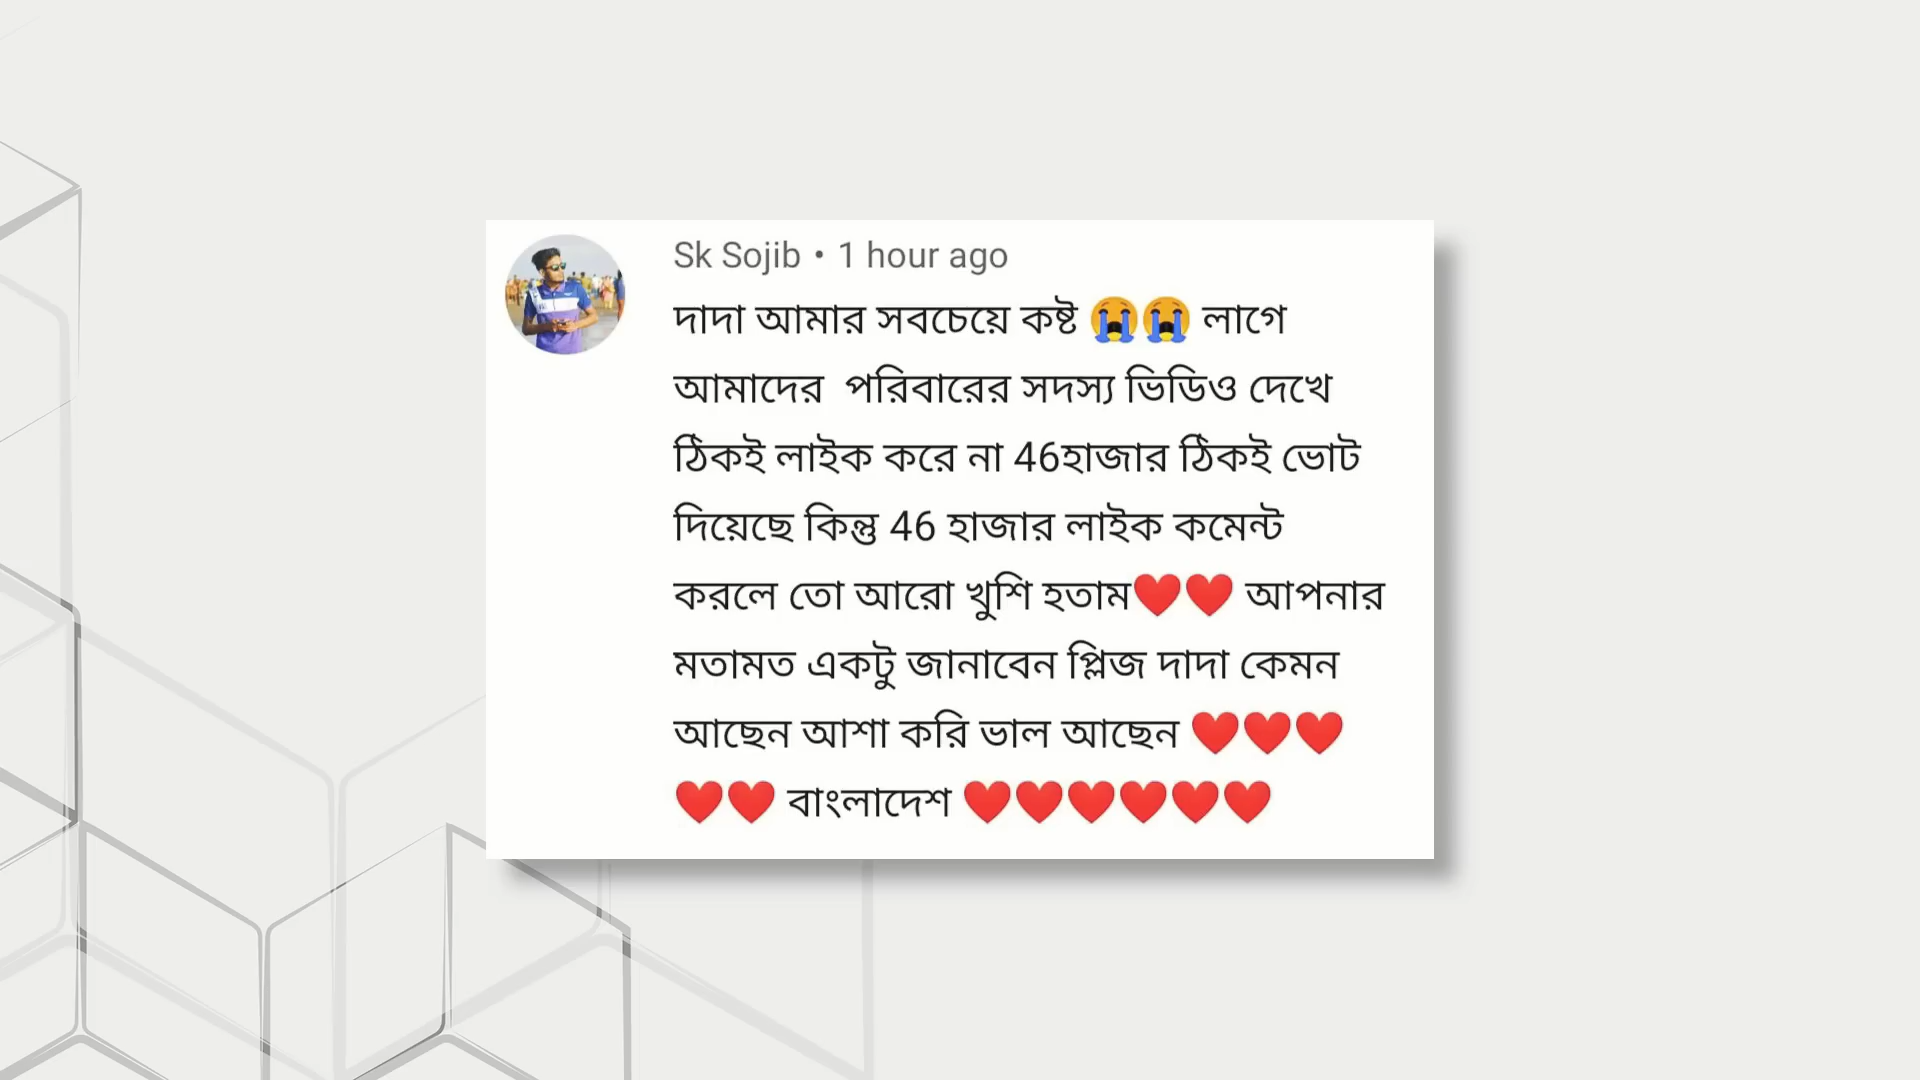 Sk Sojib • 1 hour ago
দাদা আমার সবচেয়ে কষ্ট 😭😭 লাগে
আমাদের  পরিবারের সদস্য ভিডিও দেখে
ঠিকই লাইক করে না 46হাজার ঠিকই ভোট
দিয়েছে কিন্তু 46 হাজার লাইক কমেন্ট
করলে তো আরো খুশি হতাম❤️❤️ আপনার
মতামত একটু জানাবেন প্লিজ দাদা কেমন
আছেন আশা করি ভাল আছেন ❤️❤️❤️
❤️❤️ বাংলাদেশ ❤️❤️❤️❤️❤️❤️